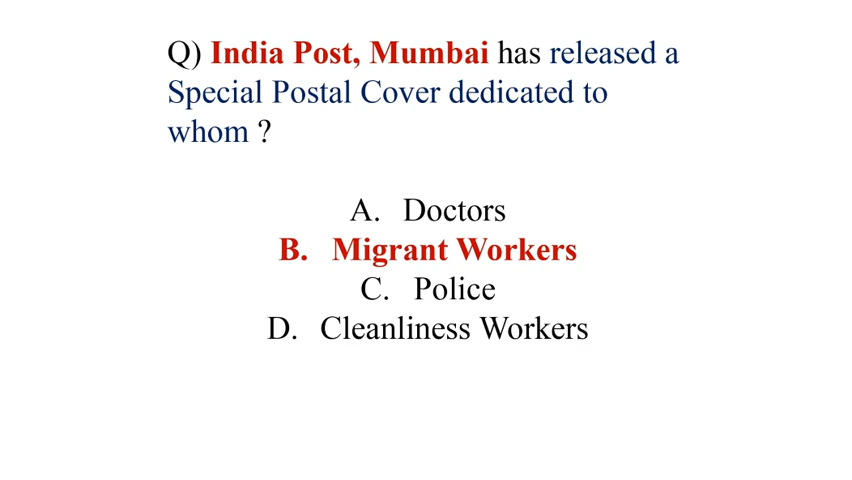 Q) India Post, Mumbai has released a
Special Postal Cover dedicated to
whom ?
A. Doctors
B. Migrant Workers
C. Police
D. Cleanliness Workers